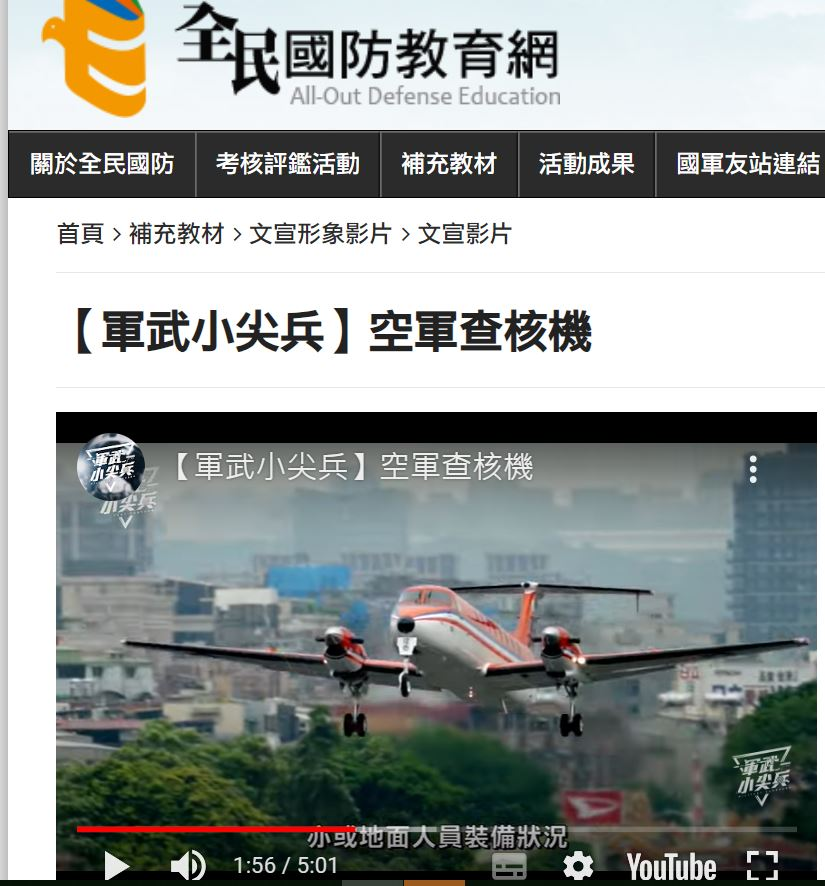 全民國防教育網
All-Out Defense Education
關於全民國防
考核評鑑活動
補充教材
活動成果
國軍友站連結
首頁 > 補充教材 > 文宣形象影片 > 文宣影片
【軍武小尖兵】空軍查核機
軍武
小尖兵
【軍武小尖兵】空軍查核機
小尖兵
軍武
小尖兵
亦或地面人員裝備狀況
1:56 / 5:01
YouTube